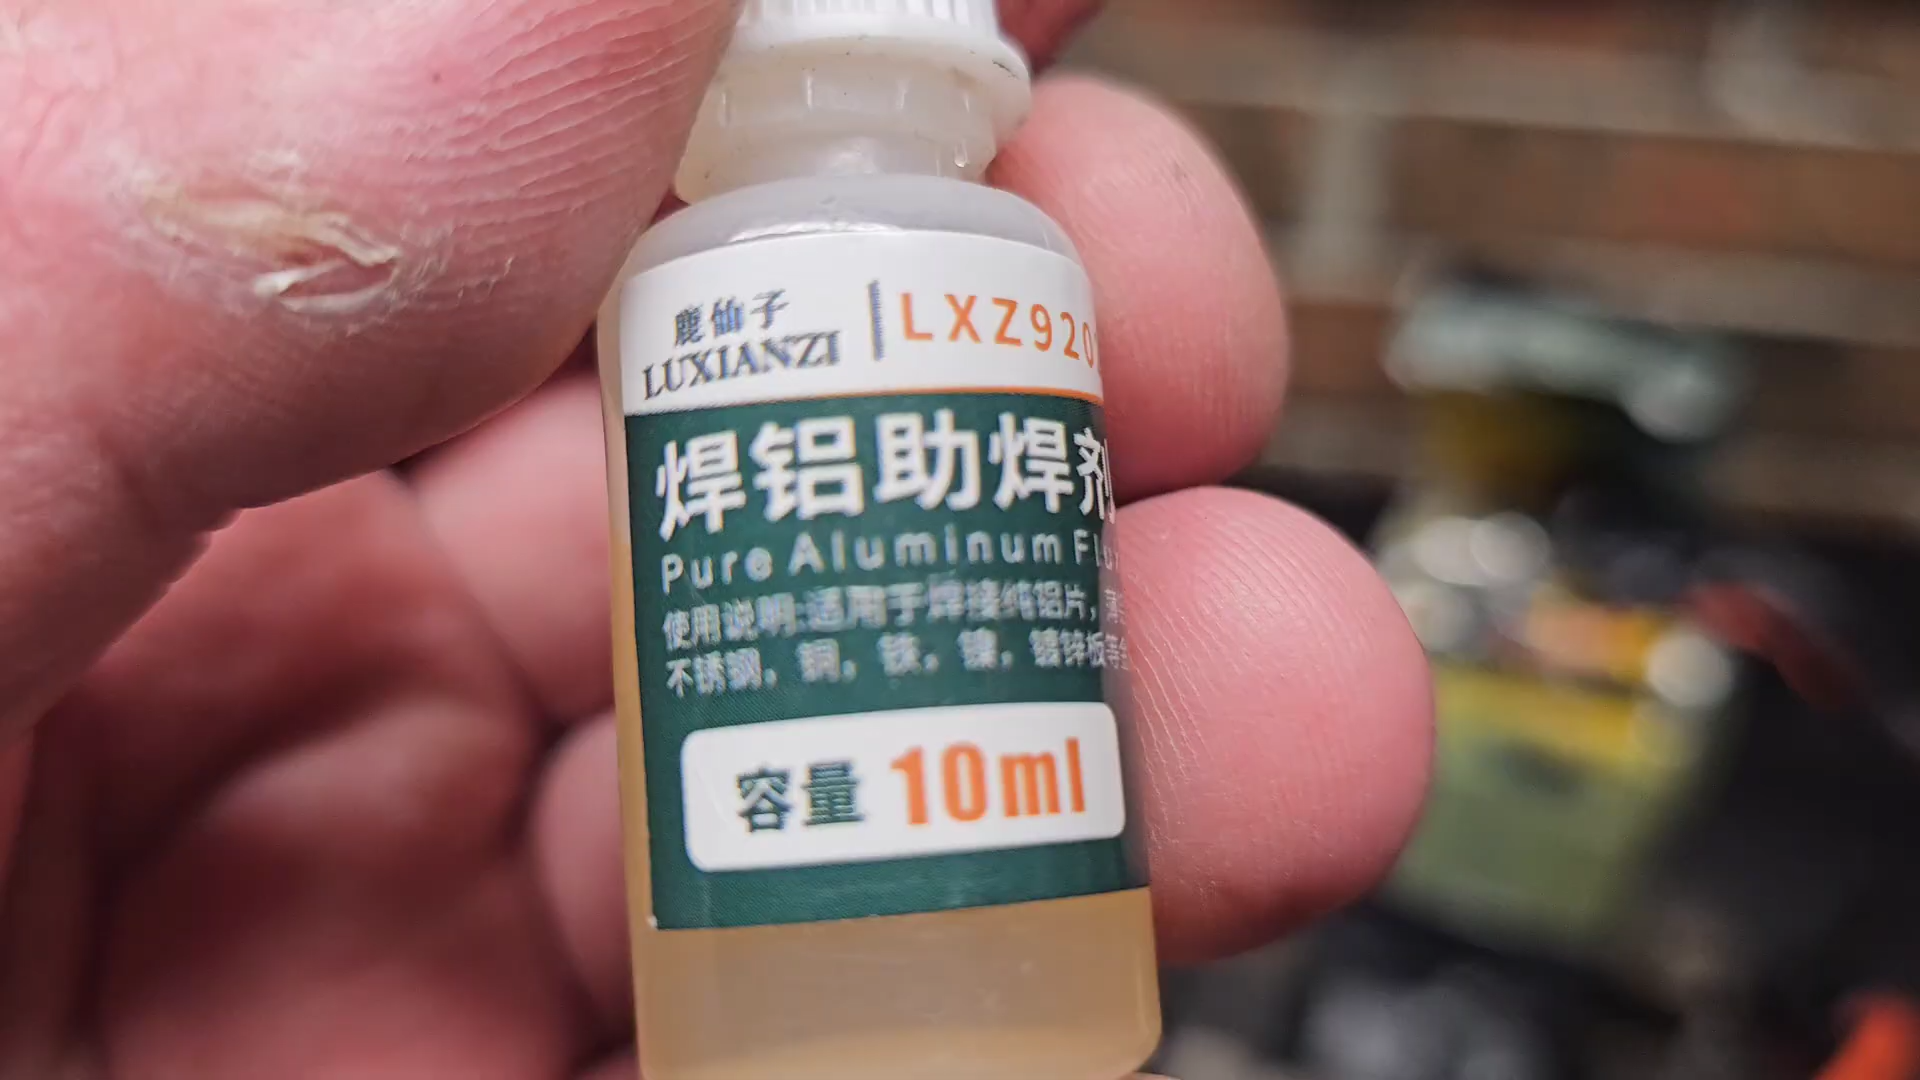 鹿仙子
LUXIANZI
LXZ920
焊铝助焊剂
Pure Aluminum Flu
使用说明:适用于焊接纯铝片,
不锈钢,铜,铁,镍,镀锌板等
容量 10ml